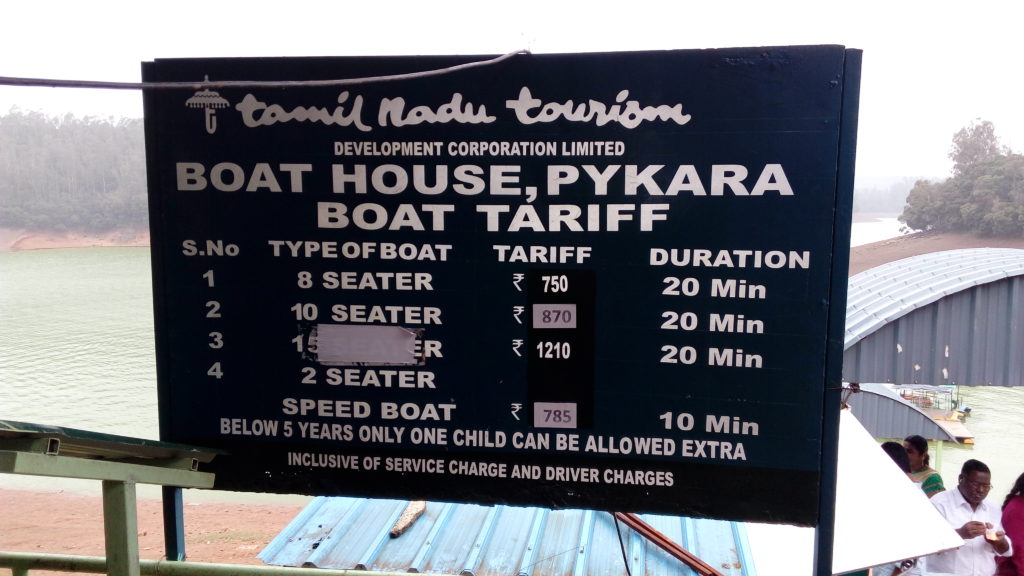 tamil nadu tourism
DEVELOPMENT CORPORATION LIMITED
BOAT HOUSE, PYKARA
BOAT TARIFF
S.No TYPE OF BOAT TARIFF DURATION
1 8 SEATER ₹ 750 20 Min
2 10 SEATER ₹ 870 20 Min
3 ₹ 1210 20 Min
4 2 SEATER
SPEED BOAT ₹ 785 10 Min
BELOW 5 YEARS ONLY ONE CHILD CAN BE ALLOWED EXTRA
INCLUSIVE OF SERVICE CHARGE AND DRIVER CHARGES